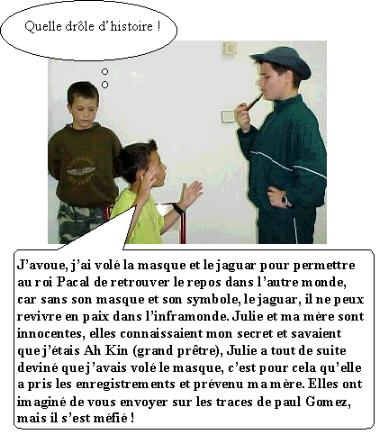 Quelle drôle d'histoire !
J'avoue, j'ai volé la masque et le jaguar pour permettre
au roi Pacal de retrouver le repos dans l'autre monde,
car sans son masque et son symbole, le jaguar, il ne peux
revivre en paix dans l'inframonde. Julie et ma mère sont
innocentes, elles connaissaient mon secret et savaient
que j'étais Ah Kin (grand prêtre), Julie a tout de suite
deviné que j'avais volé le masque, c'est pour cela qu'elle
a pris les enregistrements et prévenu ma mère. Elles ont
imaginé de vous envoyer sur les traces de paul Gomez,
mais il s'est méfié !